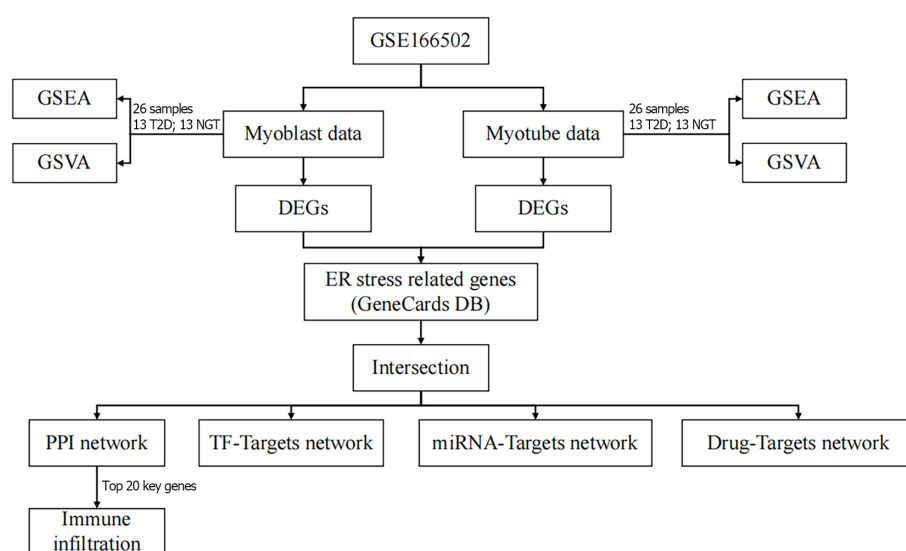 GSE166502
GSEA
26 samples
13 T2D; 13 NGT
GSVA
Myoblast data
Myotube data
26 samples
13 T2D; 13 NGT
GSEA
GSVA
DEGs
DEGs
ER stress related genes
(GeneCards DB)
Intersection
PPI network
TF-Targets network
miRNA-Targets network
Drug-Targets network
Top 20 key genes
Immune
infiltration